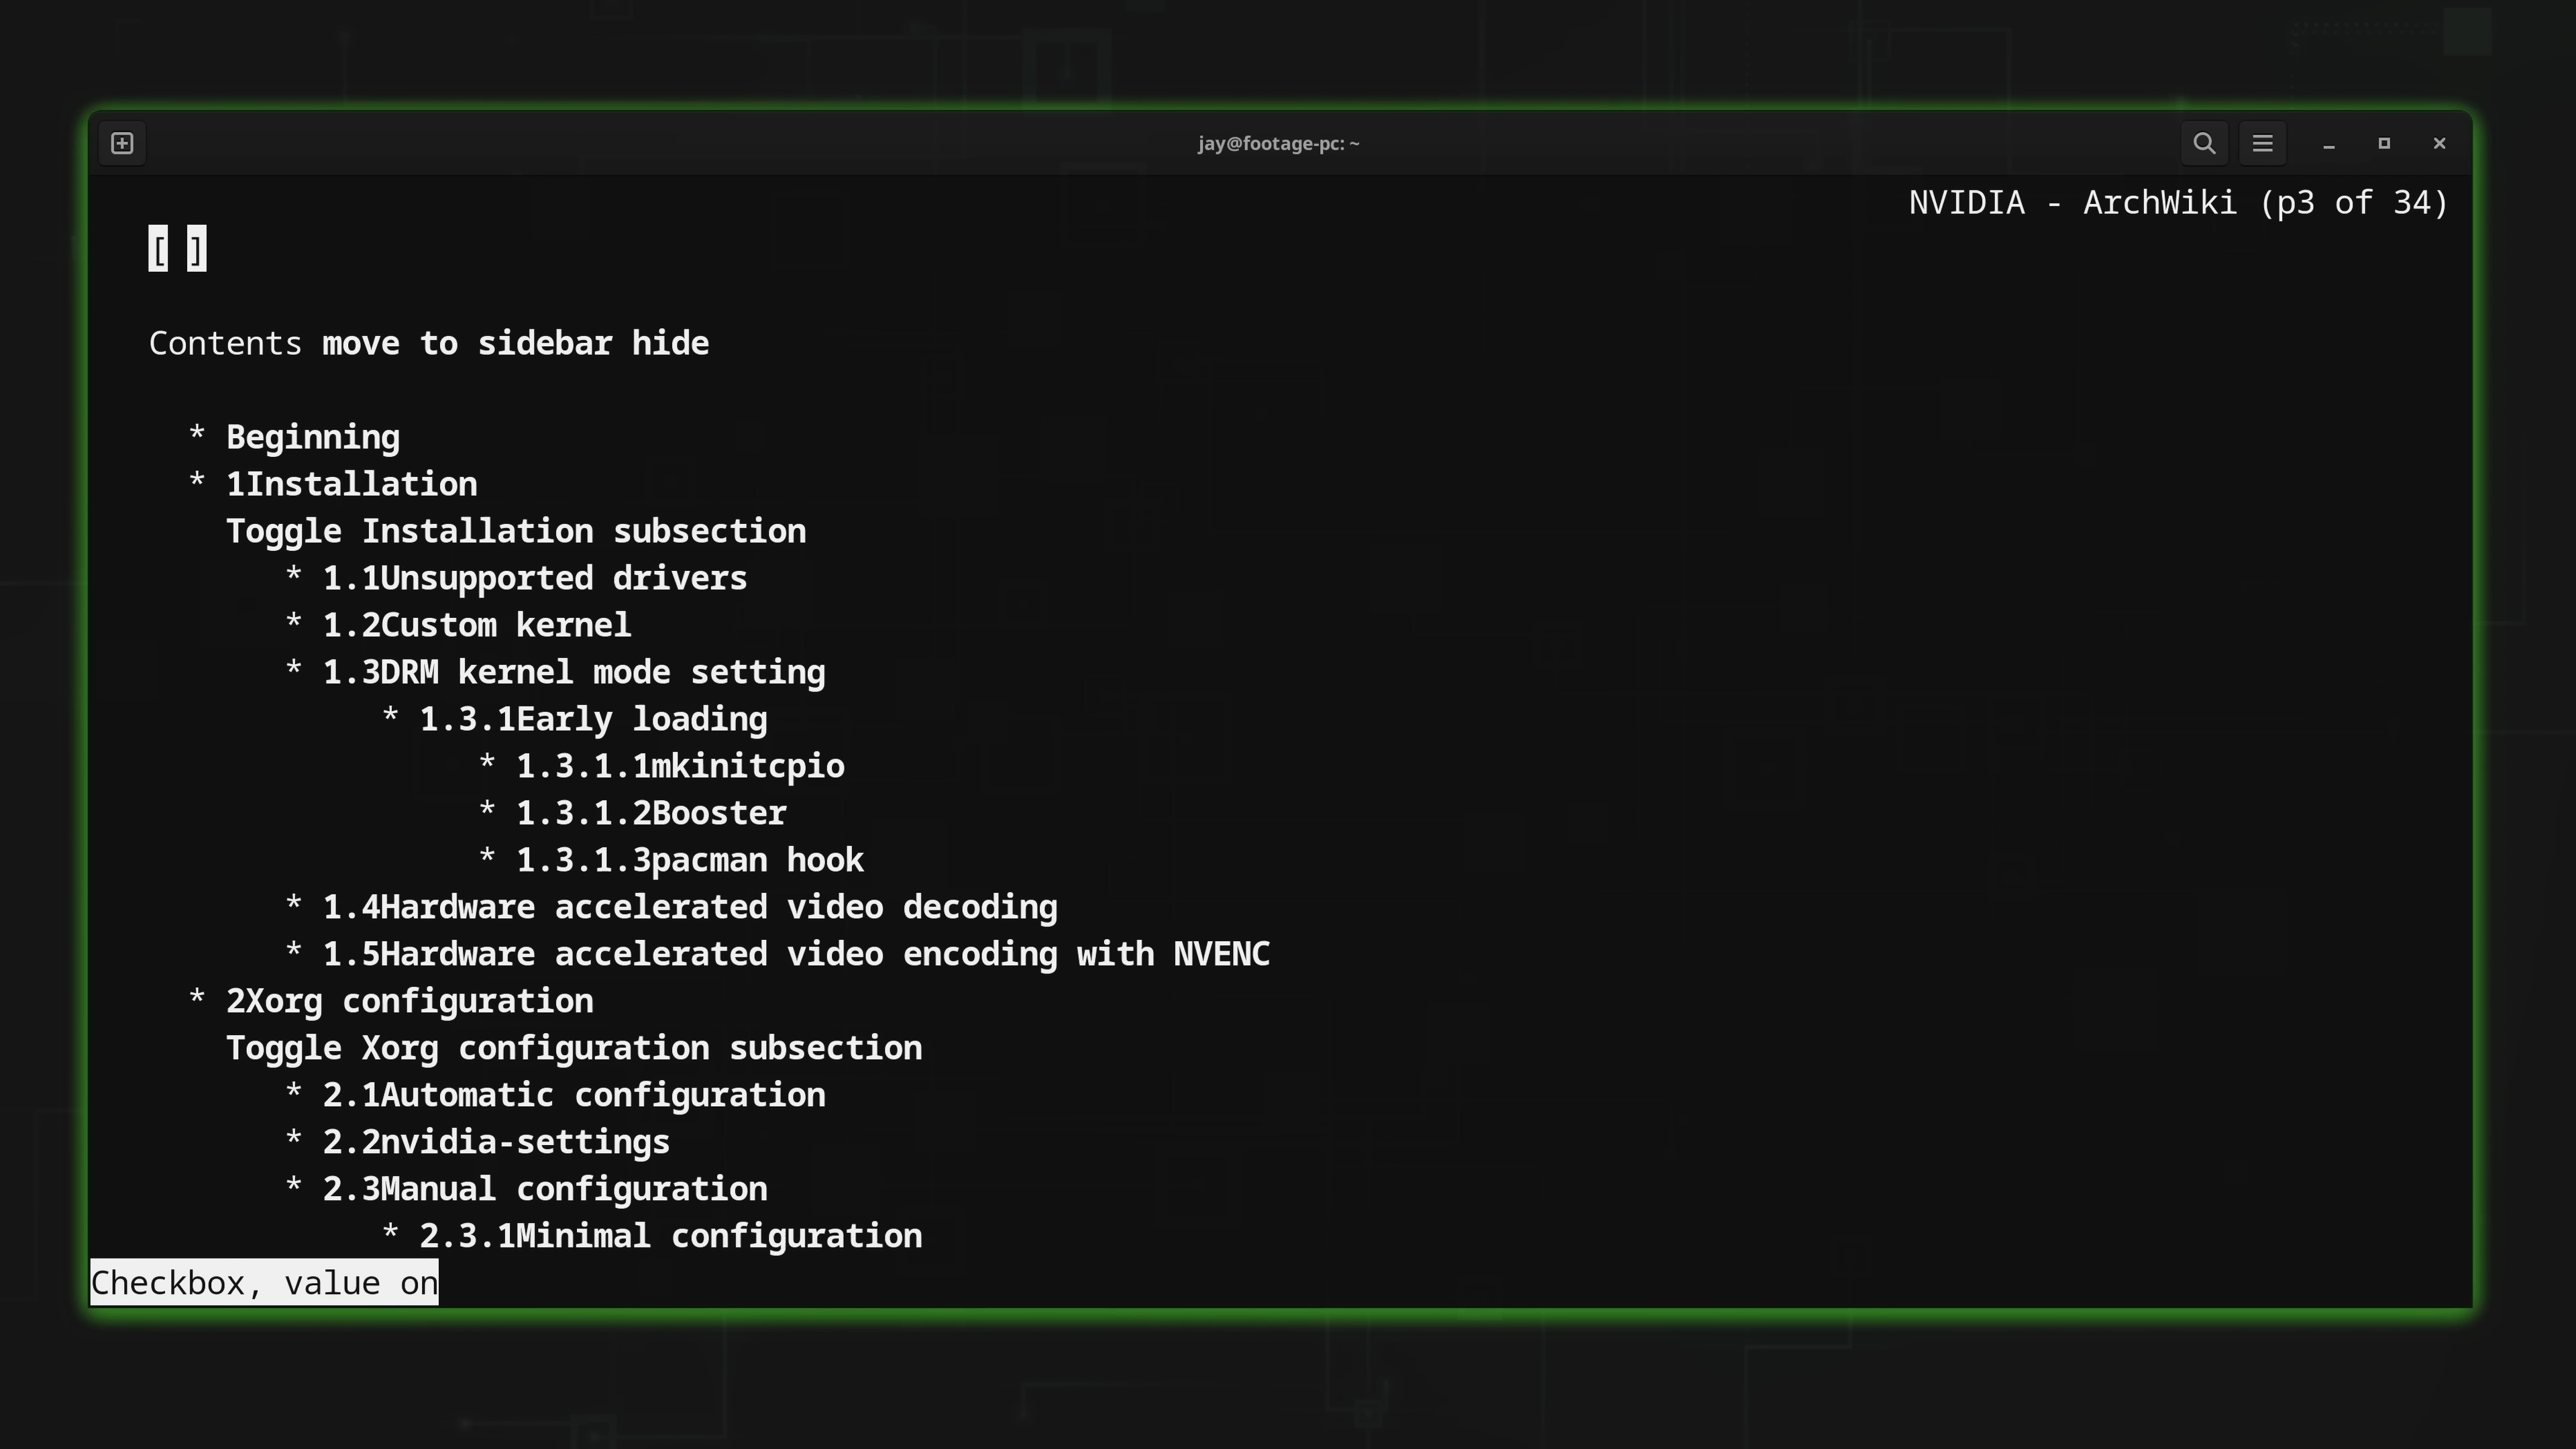 jay@footage-pc: ~
NVIDIA - ArchWiki (p3 of 34)
[ ]
Contents move to sidebar hide
* Beginning
* 1Installation
Toggle Installation subsection
* 1.1Unsupported drivers
* 1.2Custom kernel
* 1.3DRM kernel mode setting
* 1.3.1Early loading
* 1.3.1.1mkinitcpio
* 1.3.1.2Booster
* 1.3.1.3pacman hook
* 1.4Hardware accelerated video decoding
* 1.5Hardware accelerated video encoding with NVENC
* 2Xorg configuration
Toggle Xorg configuration subsection
* 2.1Automatic configuration
* 2.2nvidia-settings
* 2.3Manual configuration
* 2.3.1Minimal configuration
Checkbox, value on